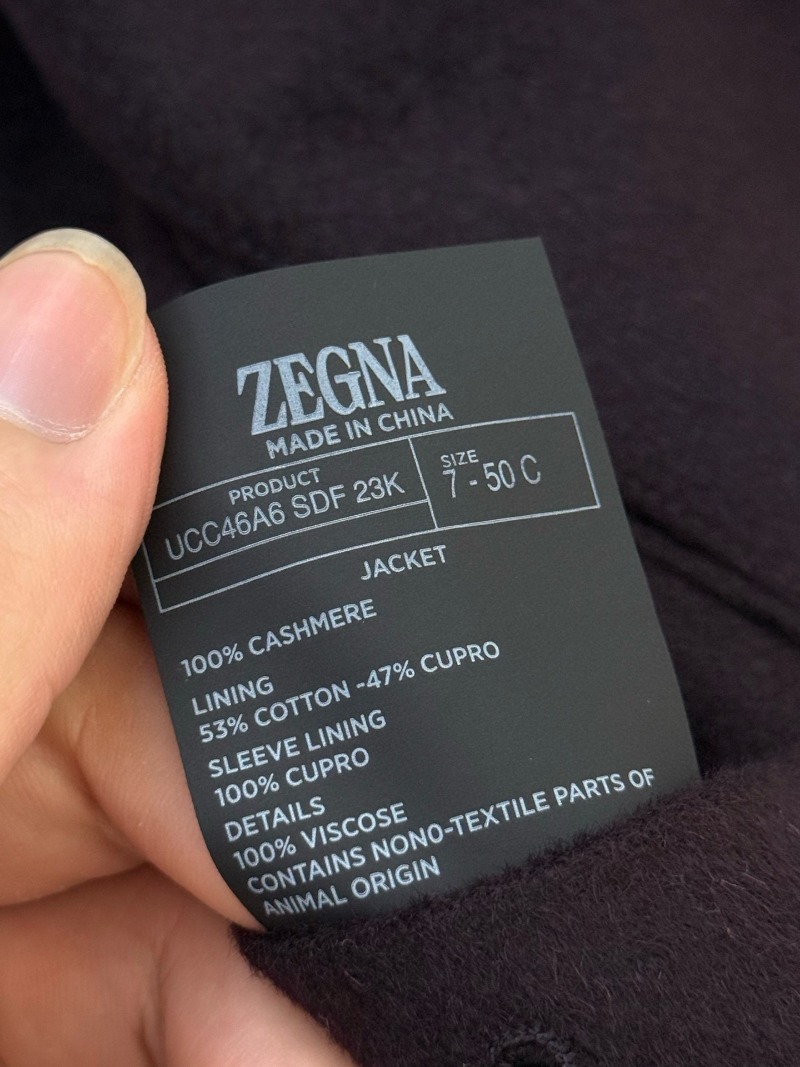 ZEGNA
MADE IN CHINA
PRODUCT
UCC46A6 SDF 23K
SIZE
7 - 50 C
JACKET
100% CASHMERE
LINING
53% COTTON -47% CUPRO
SLEEVE LINING
100% CUPRO
DETAILS
100% VISCOSE
CONTAINS NONO-TEXTILE PARTS OF
ANIMAL ORIGIN